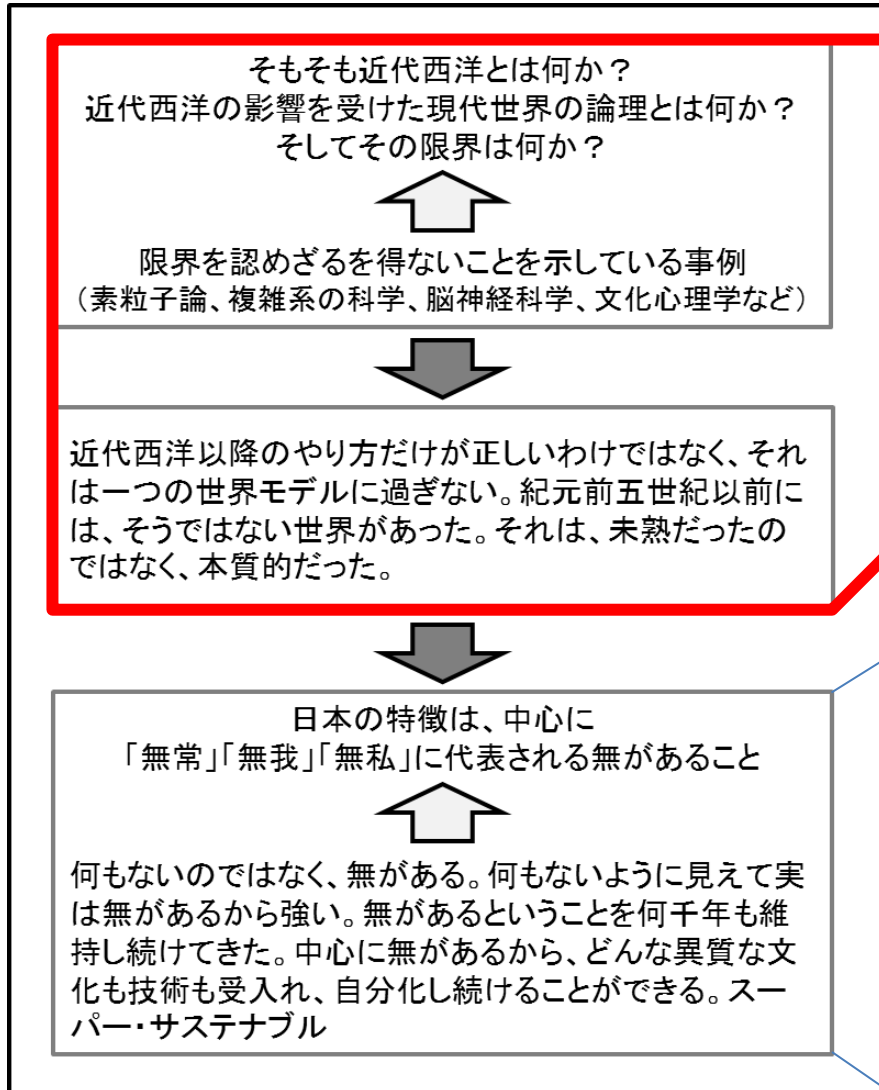 そもそも近代西洋とは何か？
近代西洋の影響を受けた現代世界の論理とは何か？
そしてその限界は何か？
限界を認めざるを得ないことを示している事例
（素粒子論、複雑系の科学、脳神経科学、文化心理学など）
近代西洋以降のやり方だけが正しいわけではなく、それ
は一つの世界モデルに過ぎない。紀元前五世紀以前に
は、そうではない世界があった。それは、未熟だったの
ではなく、本質的だった。
日本の特徴は、中心に
「無常」「無我」「無私」に代表される無があること
何もないのではなく、無がある。何もないように見えて実
は無があるから強い。無があるということを何千年も維
持し続けてきた。中心に無があるから、どんな異質な文
化も技術も受入れ、自分化し続けることができる。スー
パー・サステナブル